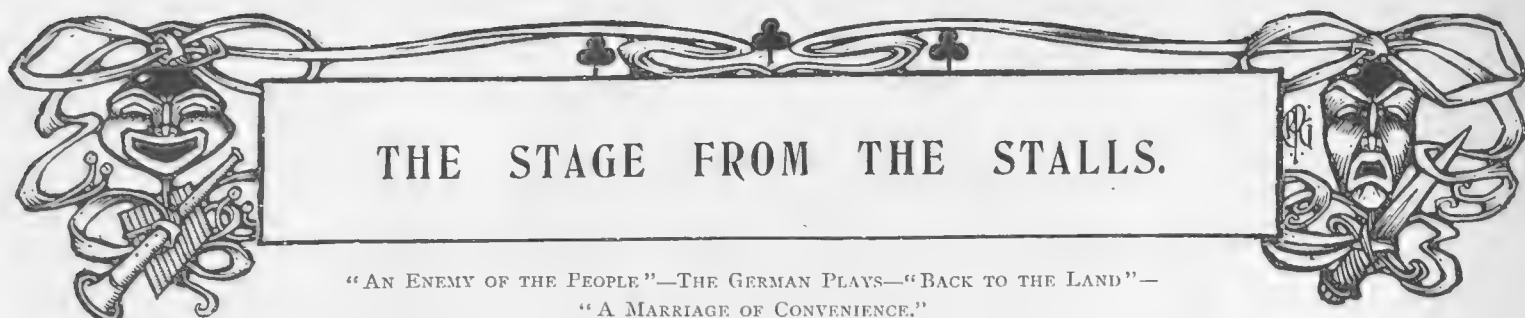 THE STAGE FROM THE STALLS.
"AN ENEMY OF THE PEOPLE"—THE GERMAN PLAYS—"BACK TO THE LAND"—
"A MARRIAGE OF CONVENIENCE."